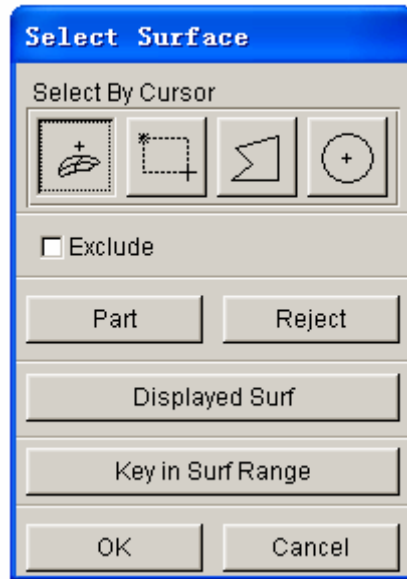 Select Surface
Select By Cursor
Exclude
Part Reject
Displayed Surf
Key in Surf Range
OK Cancel